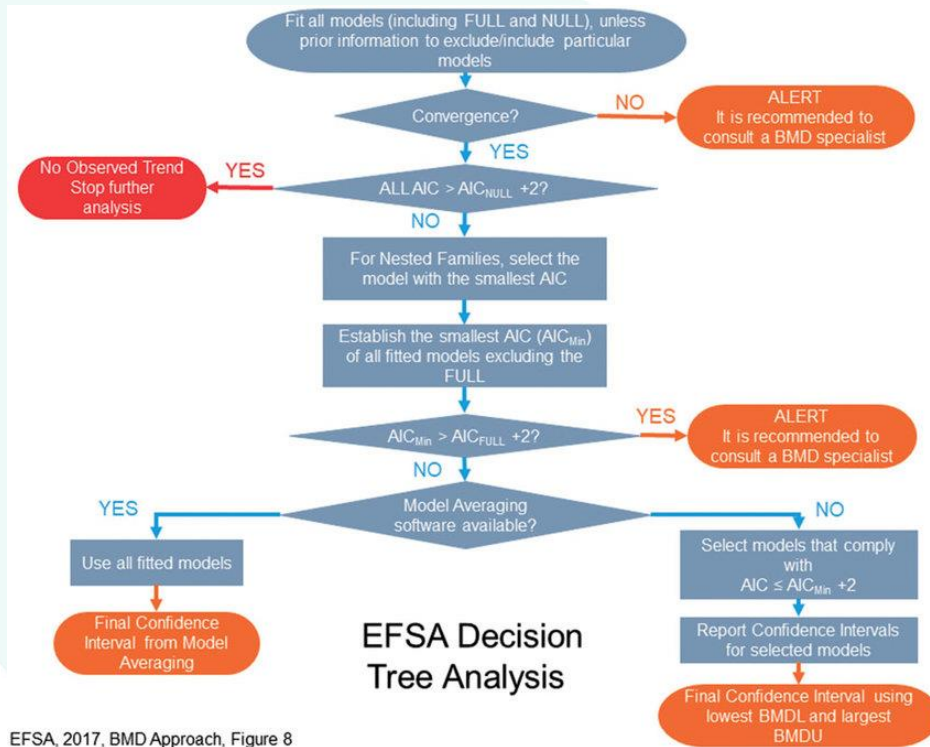 Fit all models (including FULL and NULL), unless
prior information to exclude/include particular
models
Convergence?
NO
ALERT
It is recommended to
consult a BMD specialist
YES
ALL AIC > AIC_NULL +2?
YES
No Observed Trend
Stop further
analysis
NO
For Nested Families, select the
model with the smallest AIC
Establish the smallest AIC (AIC_Min)
of all fitted models excluding the
FULL
AIC_Min > AIC_FULL +2?
YES
ALERT
It is recommended to
consult a BMD specialist
NO
Model Averaging
software available?
YES
Use all fitted models
Final Confidence
Interval from Model
Averaging
NO
Select models that comply
with
AIC ≤ AIC_Min +2
Report Confidence Intervals
for selected models
Final Confidence Interval using
lowest BMDL and largest
BMDU
EFSA Decision
Tree Analysis
EFSA, 2017, BMD Approach, Figure 8